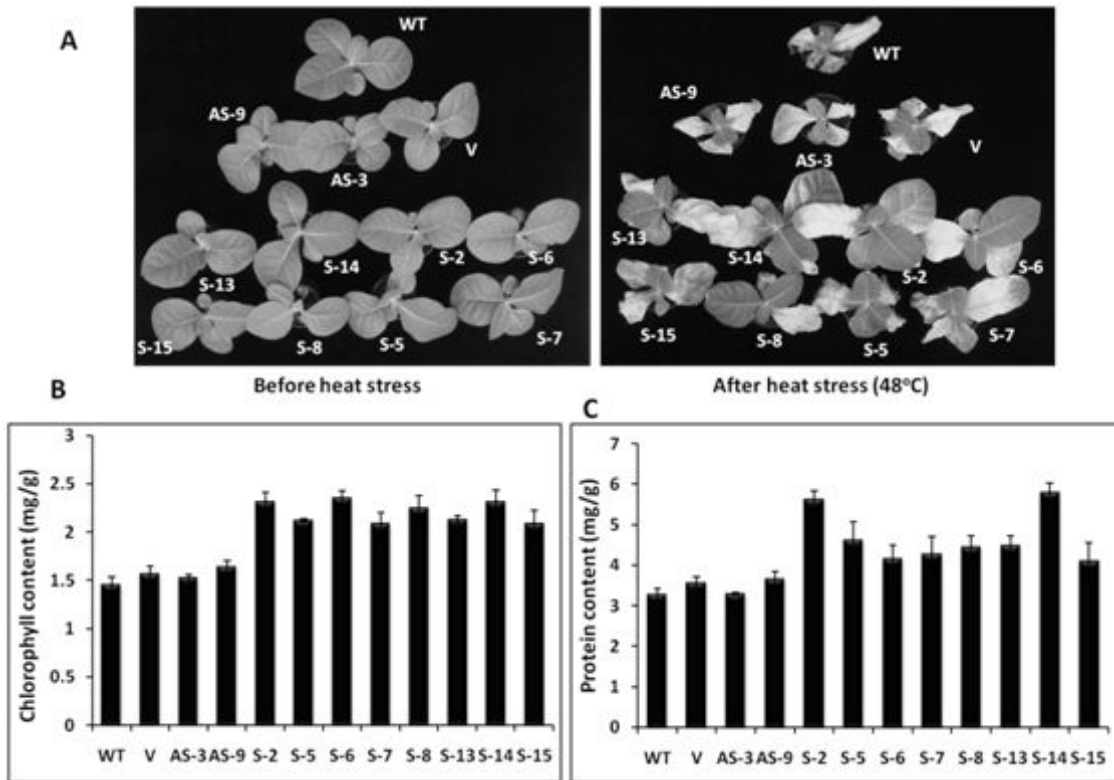 A
WT
AS-9
V
AS-3
S-13
S-14
S-2
S-6
S-15
S-8
S-5
S-7
Before heat stress
WT
AS-9
AS-3
V
S-13
S-14
S-2
S-6
S-15
S-8
S-5
S-7
After heat stress (48°C)
B
Chlorophyll content (mg/g)
3
2.5
2
1.5
1
0.5
0
WT V AS-3 AS-9 S-2 S-5 S-6 S-7 S-8 S-13 S-14 S-15
C
Protein content (mg/g)
7
6
5
4
3
2
1
0
WT V AS-3 AS-9 S-2 S-5 S-6 S-7 S-8 S-13 S-14 S-15